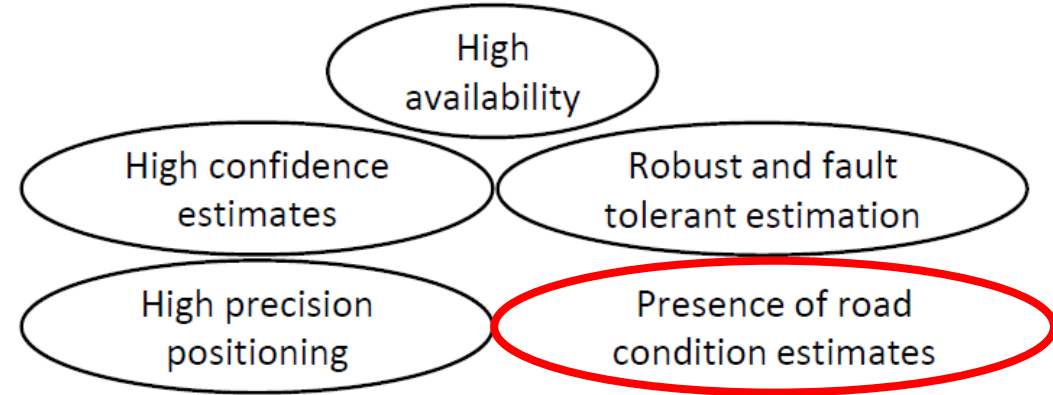 High
availability
High confidence
estimates
Robust and fault
tolerant estimation
High precision
positioning
Presence of road
condition estimates